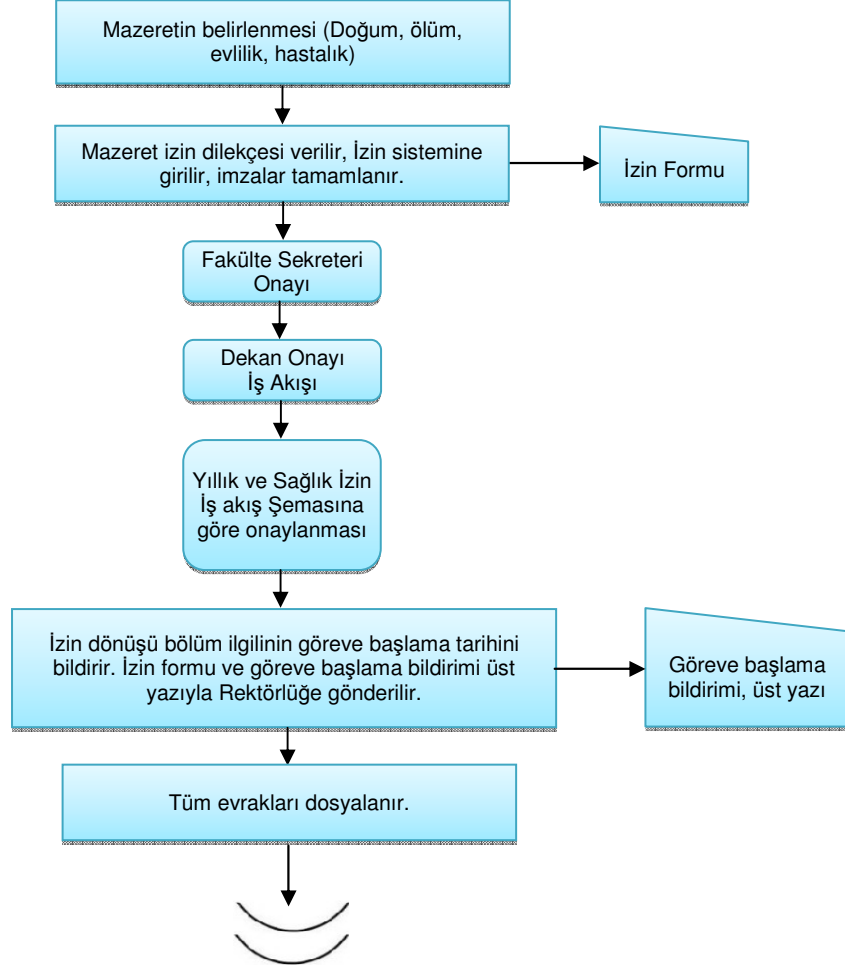 Mazeretin belirlenmesi (Doğum, ölüm,
evlilik, hastalık)
Mazeret izin dilekçesi verilir, İzin sistemine
girilir, imzalar tamamlanır.
İzin Formu
Fakülte Sekreteri
Onayı
Dekan Onayı
İş Akışı
Yıllık ve Sağlık İzin
İş akış Şemasına
göre onaylanması
İzin dönüşü bölüm ilgilinin göreve başlama tarihini
bildirir. İzin formu ve göreve başlama bildirimi üst
yazıyla Rektörlüğe gönderilir.
Göreve başlama
bildirimi, üst yazı
Tüm evrakları dosyalanır.